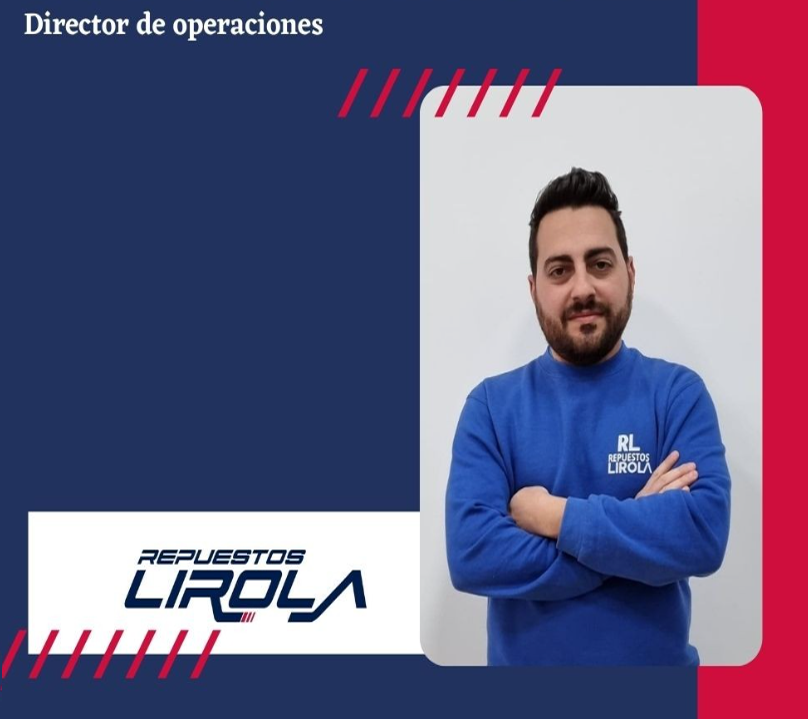 Director de operaciones
RL
REPUESTOS
LIROLA
REPUESTOS
LIROLA